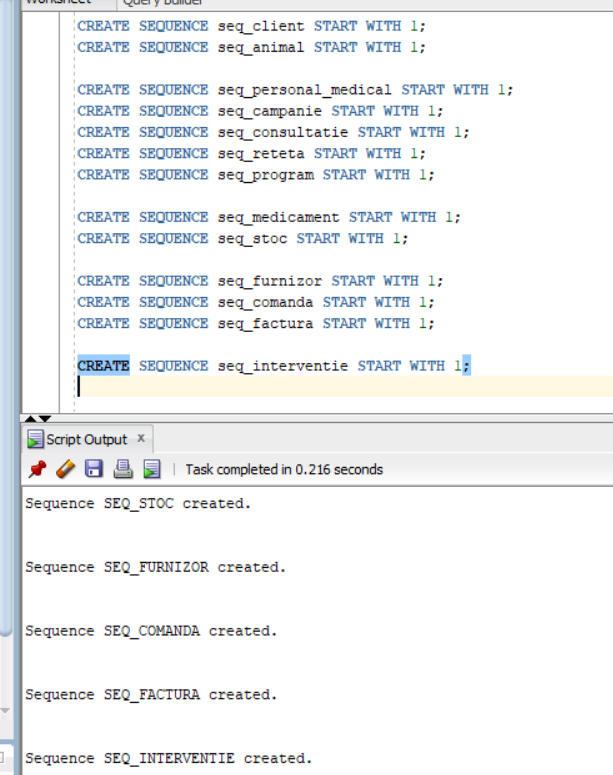 Worksheet Query Builder
CREATE SEQUENCE seq_client START WITH 1;
CREATE SEQUENCE seq_animal START WITH 1;
CREATE SEQUENCE seq_personal_medical START WITH 1;
CREATE SEQUENCE seq_campanie START WITH 1;
CREATE SEQUENCE seq_consultatie START WITH 1;
CREATE SEQUENCE seq_reteta START WITH 1;
CREATE SEQUENCE seq_program START WITH 1;
CREATE SEQUENCE seq_medicament START WITH 1;
CREATE SEQUENCE seq_stoc START WITH 1;
CREATE SEQUENCE seq_furnizor START WITH 1;
CREATE SEQUENCE seq_comanda START WITH 1;
CREATE SEQUENCE seq_factura START WITH 1;
CREATE SEQUENCE seq_interventie START WITH 1;
Script Output x
Task completed in 0.216 seconds
Sequence SEQ_STOC created.
Sequence SEQ_FURNIZOR created.
Sequence SEQ_COMANDA created.
Sequence SEQ_FACTURA created.
Sequence SEQ_INTERVENTIE created.